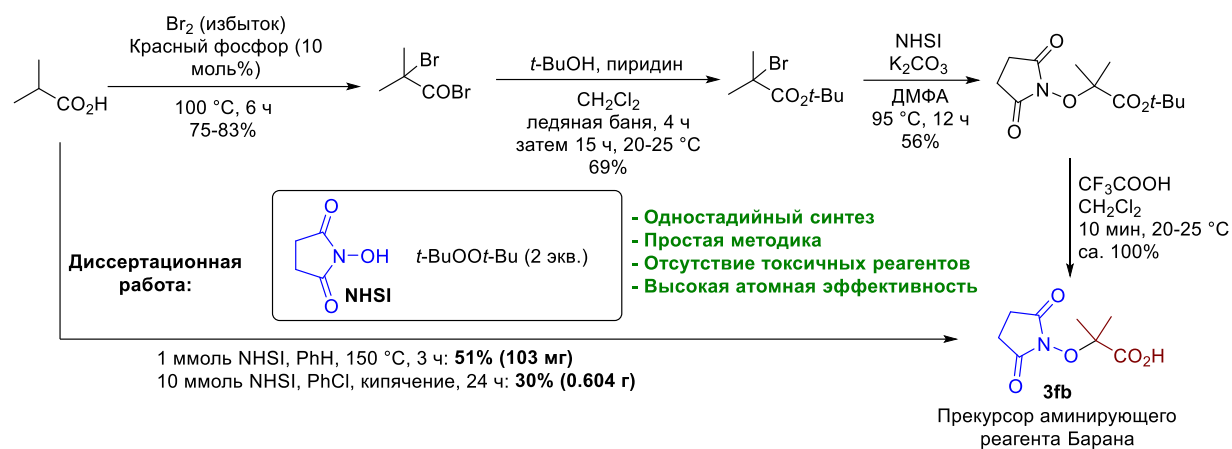 Br2 (избыток)
Красный фосфор (10
моль%)
100 °C, 6 ч
75-83%
CO2H
Br
COBr
t-BuOH, пиридин
CH2Cl2
ледяная баня, 4 ч
затем 15 ч, 20-25 °C
69%
Br
CO2t-Bu
NHSI
K2CO3
ДМФА
95 °C, 12 ч
56%
O
N
O
O
CO2t-Bu
CF3COOH
CH2Cl2
10 мин, 20-25 °C
ca. 100%
Диссертационная
работа:
O
N OH
O
NHSI
t-BuOOt-Bu (2 экв.)
- Одностадийный синтез
- Простая методика
- Отсутствие токсичных реагентов
- Высокая атомная эффективность
1 ммоль NHSI, PhH, 150 °C, 3 ч: 51% (103 мг)
10 ммоль NHSI, PhCl, кипячение, 24 ч: 30% (0.604 г)
O
N
O
O
CO2H
3fb
Прекурсор аминирующего
реагента Барана